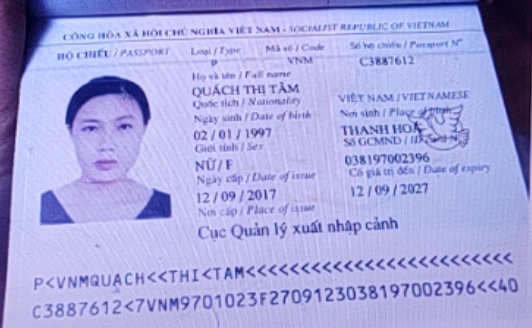 CỘNG HÒA XÃ HỘI CHỦ NGHĨA VIỆT NAM - SOCIALIST REPUBLIC OF VIETNAM
HỘ CHIẾU / PASSPORT Loại / Type Mã số / Code Số hộ chiếu / Passport Nº
P VNM C3887612
Họ và tên / Full name
QUÁCH THỊ TÂM
Quốc tịch / Nationality VIỆT NAM / VIETNAMESE
Ngày sinh / Date of birth Nơi sinh / Place of birth
02 / 01 / 1997 THANH HOÁ
Giới tính / Sex Số GCMND / ID card Nº
NỮ / F 038197002396
Ngày cấp / Date of issue Có giá trị đến / Date of expiry
12 / 09 / 2017 12 / 09 / 2027
Nơi cấp / Place of issue
Cục Quản lý xuất nhập cảnh
P<VNMQUACH<<THI<TAM<<<<<<<<<<<<<<<<<<<<<<<<<
C3887612<7VNM9701023F2709123038197002396<<40